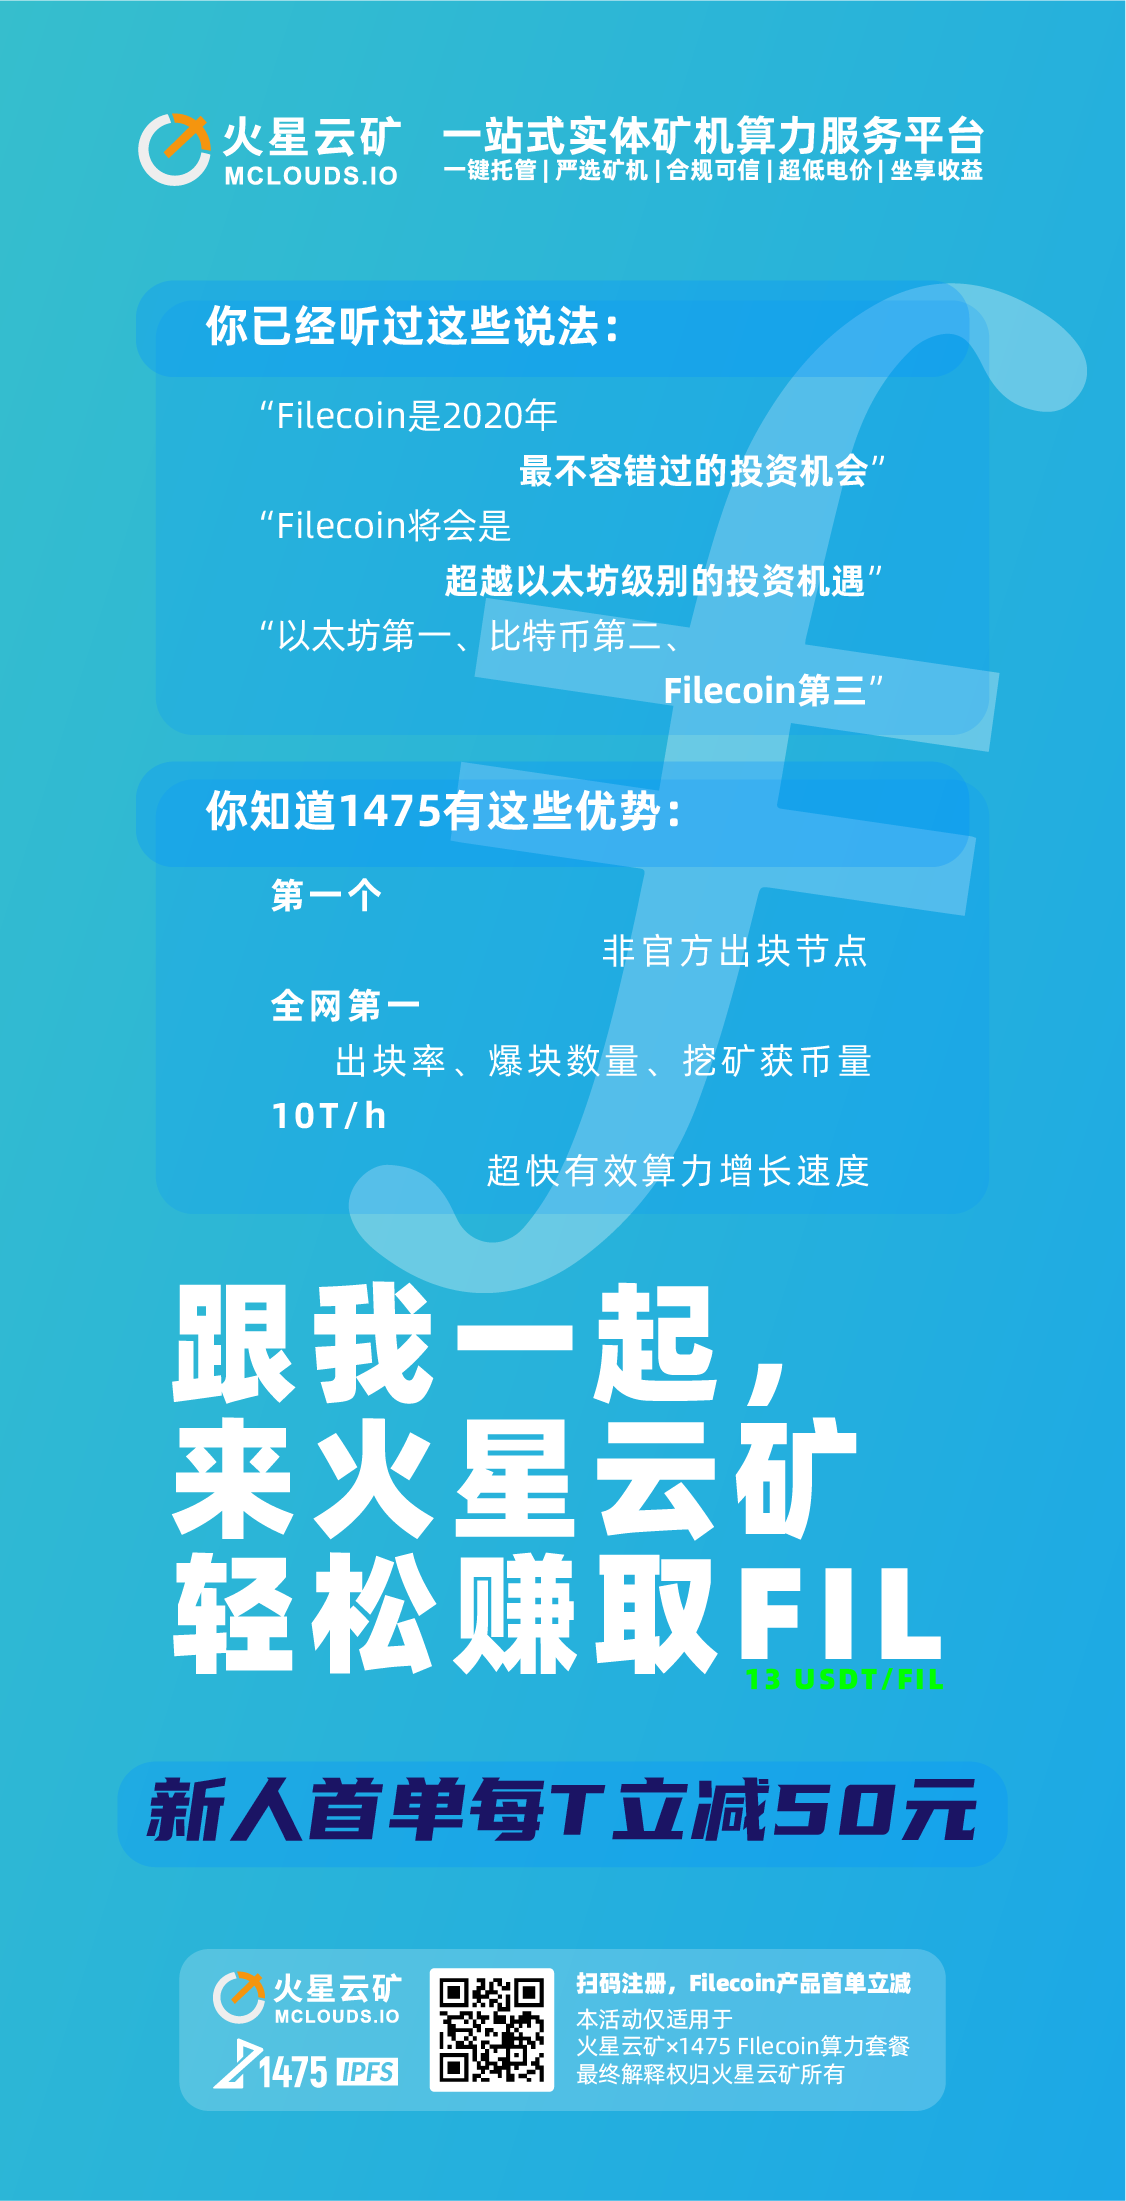 火星云矿
MCLOUDS.IO
一站式实体矿机算力服务平台
一键托管|严选矿机|合规可信|超低电价|坐享收益
你已经听过这些说法：
“Filecoin是2020年
最不容错过的投资机会”
“Filecoin将会是
超越以太坊级别的投资机遇”
“以太坊第一、比特币第二、
Filecoin第三”
你知道1475有这些优势：
第一个
非官方出块节点
全网第一
出块率、爆块数量、挖矿获币量
10T/h
超快有效算力增长速度
跟我一起，
来火星云矿
轻松赚取FIL
13 USDT/FIL
新人首单每T立减50元
火星云矿
MCLOUDS.IO
1475 IPFS
扫码注册，Filecoin产品首单立减
本活动仅适用于
火星云矿×1475 FIlecoin算力套餐
最终解释权归火星云矿所有